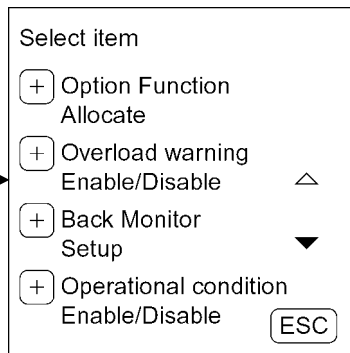 Select item
+ Option Function
Allocate
+ Overload warning
Enable/Disable
+ Back Monitor
Setup
+ Operational condition
Enable/Disable
ESC